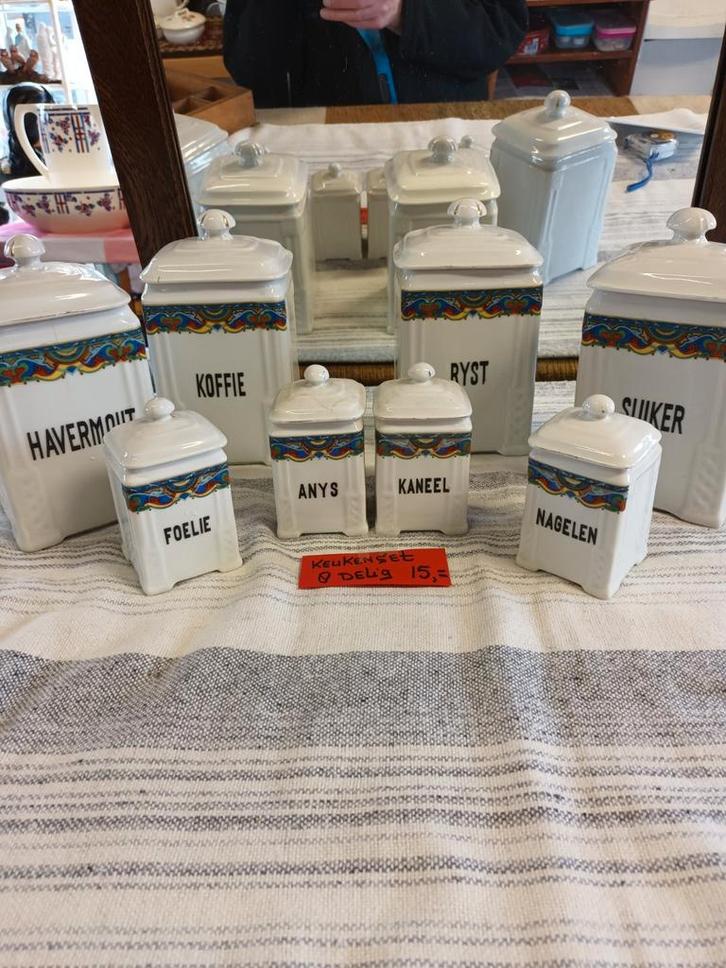 KOFFIE
RYST
HAVERMOUT
SUIKER
FOELIE
ANYS
KANEEL
NAGELEN
KEUKENSET
8 DELIG 15,=